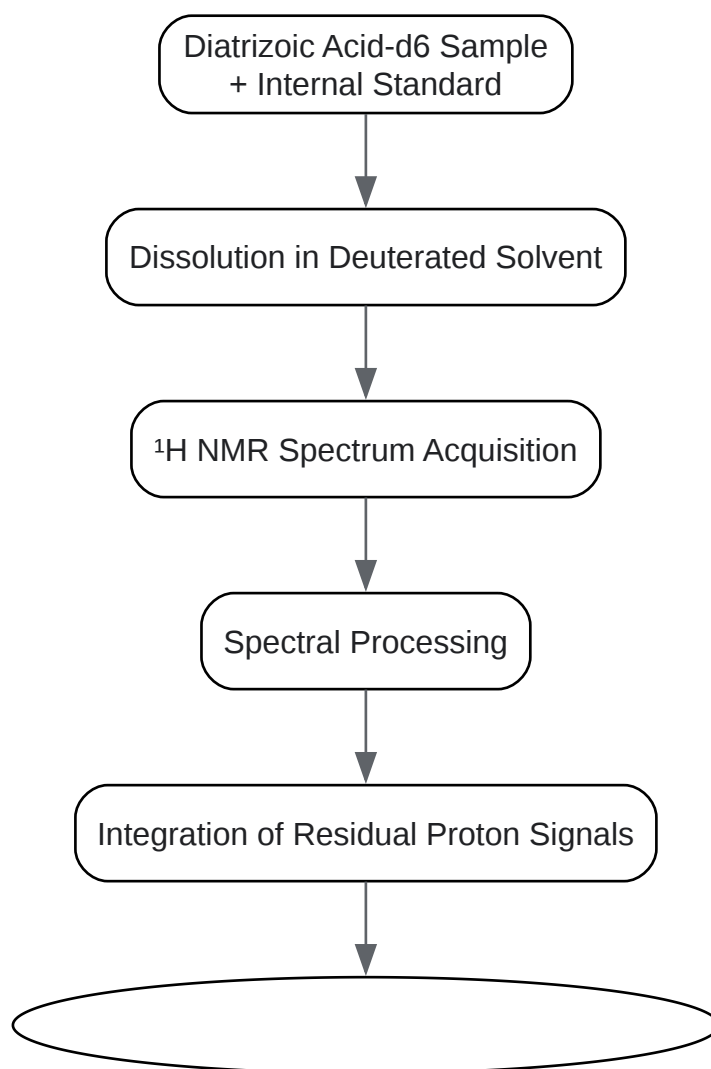 Diatrizoic Acid-d6 Sample
+ Internal Standard
Dissolution in Deuterated Solvent
¹H NMR Spectrum Acquisition
Spectral Processing
Integration of Residual Proton Signals